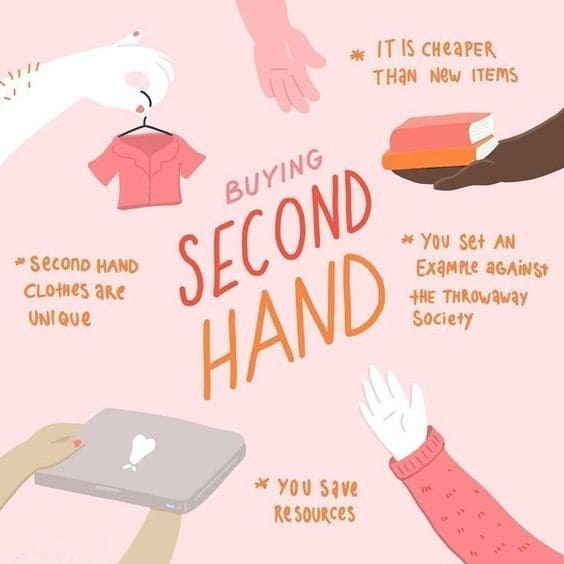 * IT IS CHEAPER
THAN NEW ITEMS
BUYING
SECOND
HAND
* SECOND HAND
CLOTHES ARE
UNIQUE
* YOU SET AN
EXAMPLE AGAINST
THE THROWAWAY
SOCIETY
* YOU SAVE
RESOURCES